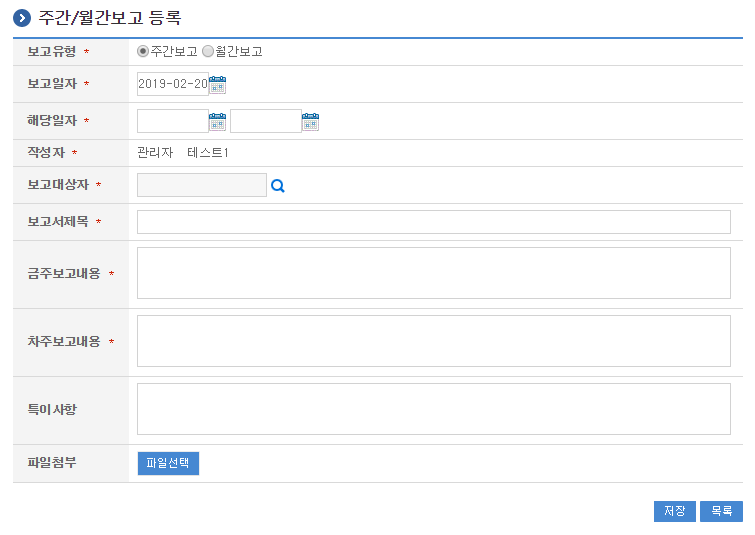 주간/월간보고 등록
보고유형 * 주간보고 월간보고
보고일자 * 2019-02-20
해당일자 *
작성자 * 관리자 테스트1
보고대상자 *
보고서제목 *
금주보고내용 *
차주보고내용 *
특이사항
파일첨부 파일선택
저장 목록